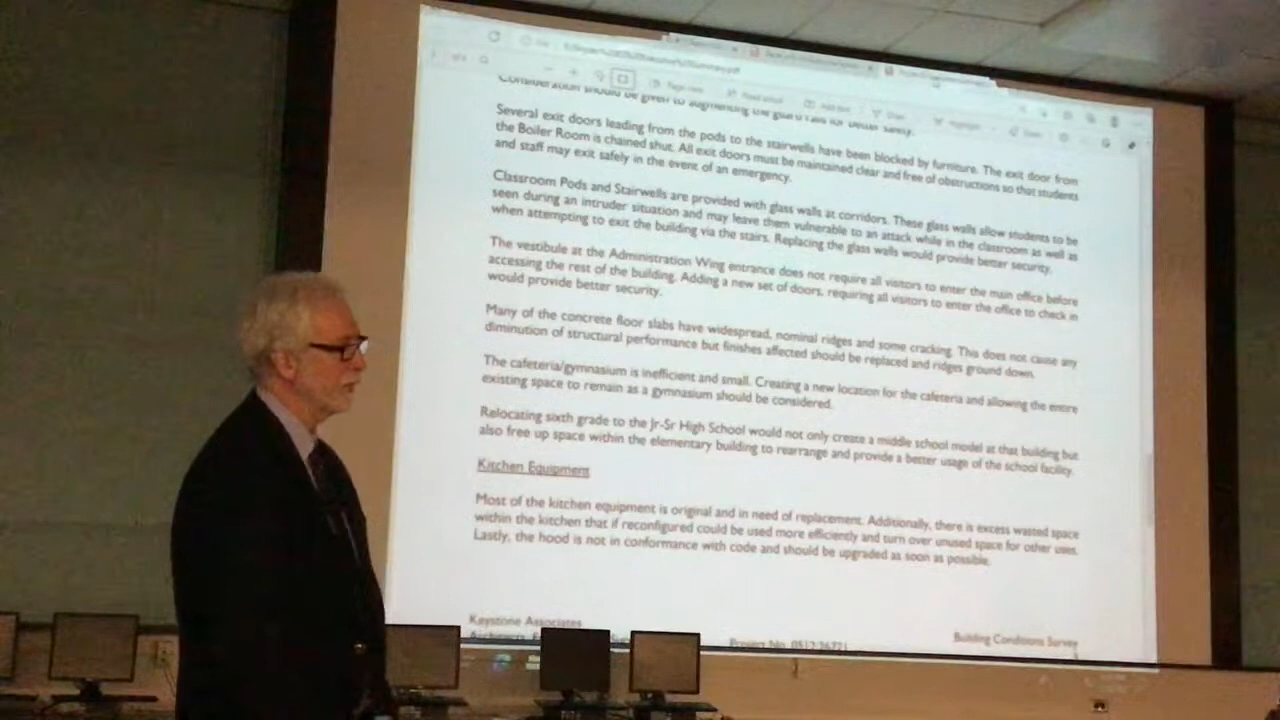 Consideration should be given to augmenting the guard rails for better safety.
Several exit doors leading from the pods to the stairwells have been blocked by furniture. The exit door from
the Boiler Room is chained shut. All exit doors must be maintained clear and free of obstructions so that students
and staff may exit safely in the event of an emergency.
Classroom Pods and Stairwells are provided with glass walls at corridors. These glass walls allow students to be
seen during an intruder situation and may leave them vulnerable to an attack while in the classroom as well as
when attempting to exit the building via the stairs. Replacing the glass walls would provide better security.
The vestibule at the Administration Wing entrance does not require all visitors to enter the main office before
accessing the rest of the building. Adding a new set of doors, requiring all visitors to enter the office to check in
would provide better security.
Many of the concrete floor slabs have widespread, nominal ridges and some cracking. This does not cause any
diminution of structural performance but finishes affected should be replaced and ridges ground down.
The cafeteria/gymnasium is inefficient and small. Creating a new location for the cafeteria and allowing the entire
existing space to remain as a gymnasium should be considered.
Relocating sixth grade to the Jr-Sr High School would not only create a middle school model at that building but
also free up space within the elementary building to rearrange and provide a better usage of the school facility.
Kitchen Equipment
Most of the kitchen equipment is original and in need of replacement. Additionally, there is excess wasted space
within the kitchen that if reconfigured could be used more efficiently and turn over unused space for other uses.
Lastly, the hood is not in conformance with code and should be upgraded as soon as possible.
Keystone Associates
Building Conditions Survey
Project No.